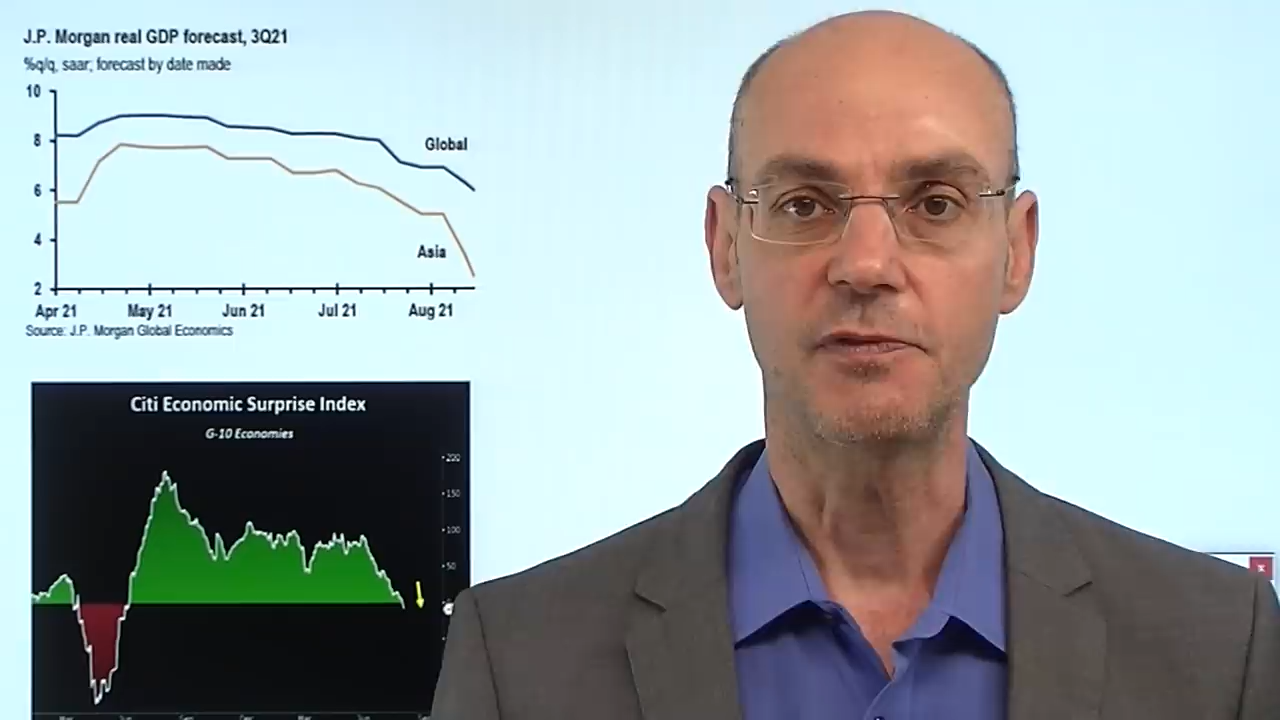 J.P. Morgan real GDP forecast, 3Q21
%q/q, saar; forecast by date made
10
8
6
4
2
Global
Asia
Apr 21 May 21 Jun 21 Jul 21 Aug 21
Source: J.P. Morgan Global Economics
Citi Economic Surprise Index
G-10 Economies
200
150
100
50
x